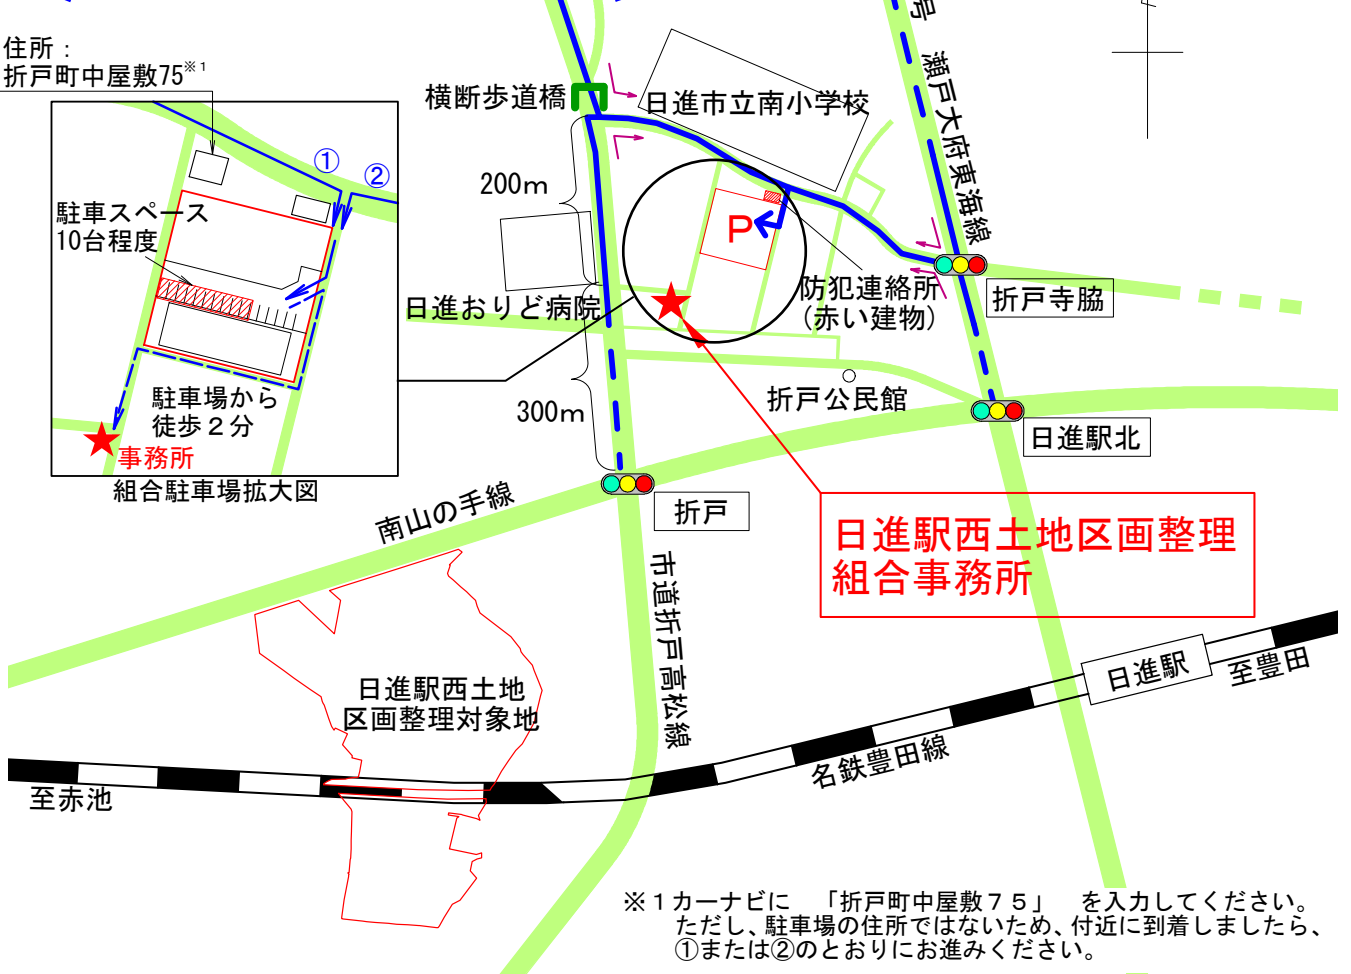 号
瀬戸大府東海線
住所：
折戸町中屋敷75※1
横断歩道橋
日進市立南小学校
①
②
200m
駐車スペース
10台程度
P
防犯連絡所
(赤い建物)
折戸寺脇
日進おりど病院
折戸公民館
300m
駐車場から
徒歩２分
事務所
組合駐車場拡大図
日進駅北
南山の手線
折戸
日進駅西土地区画整理
組合事務所
市道折戸高松線
日進駅西土地
区画整理対象地
日進駅
至豊田
名鉄豊田線
至赤池
※１カーナビに　「折戸町中屋敷７５」　を入力してください。
ただし、駐車場の住所ではないため、付近に到着しましたら、
①または②のとおりにお進みください。